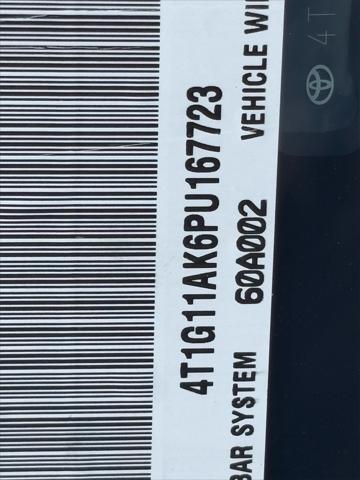 4T1G11AK6PU167723
BAR SYSTEM 60A002 VEHICLE WI
4T